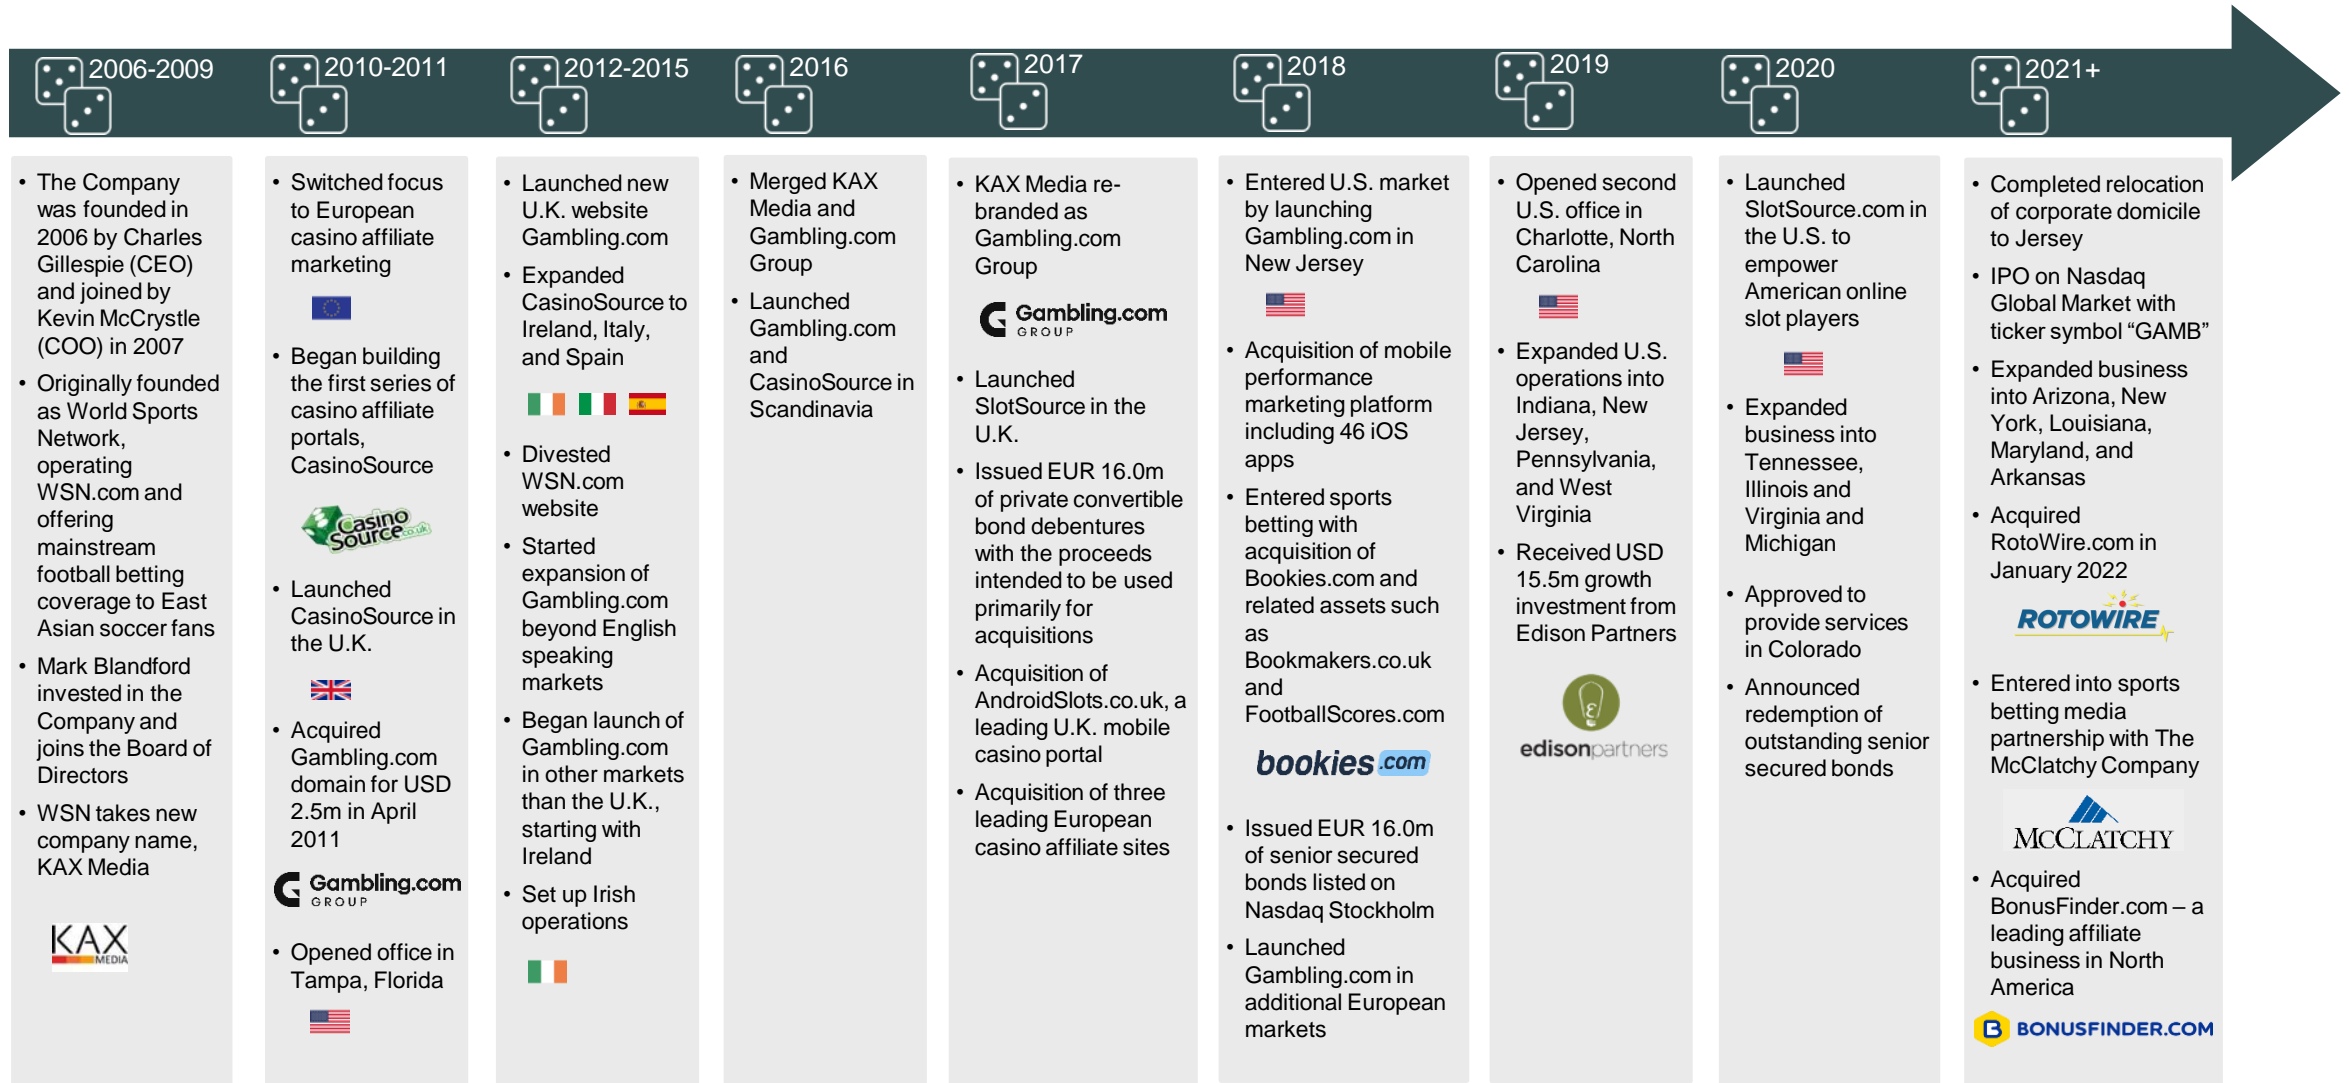 2006-2009
2010-2011
2012-2015
2016
2017
2018
2019
2020
2021+
• The Company
was founded in
2006 by Charles
Gillespie (CEO)
and joined by
Kevin McCrystle
(COO) in 2007
• Originally founded
as World Sports
Network,
operating
WSN.com and
offering
mainstream
football betting
coverage to East
Asian soccer fans
• Mark Blandford
invested in the
Company and
joins the Board of
Directors
• WSN takes new
company name,
KAX Media
KAX
MEDIA
• Switched focus
to European
casino affiliate
marketing
• Began building
the first series of
casino affiliate
portals,
CasinoSource
Casino
Source.co.uk
• Launched
CasinoSource in
the U.K.
• Acquired
Gambling.com
domain for USD
2.5m in April
2011
Gambling.com
GROUP
• Opened office in
Tampa, Florida
• Launched new
U.K. website
Gambling.com
• Expanded
CasinoSource to
Ireland, Italy,
and Spain
• Divested
WSN.com
website
• Started
expansion of
Gambling.com
beyond English
speaking
markets
• Began launch of
Gambling.com
in other markets
than the U.K.,
starting with
Ireland
• Set up Irish
operations
• Merged KAX
Media and
Gambling.com
Group
• Launched
Gambling.com
and
CasinoSource in
Scandinavia
• KAX Media re-
branded as
Gambling.com
Group
Gambling.com
GROUP
• Launched
SlotSource in the
U.K.
• Issued EUR 16.0m
of private convertible
bond debentures
with the proceeds
intended to be used
primarily for
acquisitions
• Acquisition of
AndroidSlots.co.uk, a
leading U.K. mobile
casino portal
• Acquisition of three
leading European
casino affiliate sites
• Entered U.S. market
by launching
Gambling.com in
New Jersey
• Acquisition of mobile
performance
marketing platform
including 46 iOS
apps
• Entered sports
betting with
acquisition of
Bookies.com and
related assets such
as
Bookmakers.co.uk
and
FootballScores.com
bookies.com
• Issued EUR 16.0m
of senior secured
bonds listed on
Nasdaq Stockholm
• Launched
Gambling.com in
additional European
markets
• Opened second
U.S. office in
Charlotte, North
Carolina
• Expanded U.S.
operations into
Indiana, New
Jersey,
Pennsylvania,
and West
Virginia
• Received USD
15.5m growth
investment from
Edison Partners
edisonpartners
• Launched
SlotSource.com in
the U.S. to
empower
American online
slot players
• Expanded
business into
Tennessee,
Illinois and
Virginia and
Michigan
• Approved to
provide services
in Colorado
• Announced
redemption of
outstanding senior
secured bonds
• Completed relocation
of corporate domicile
to Jersey
• IPO on Nasdaq
Global Market with
ticker symbol “GAMB”
• Expanded business
into Arizona, New
York, Louisiana,
Maryland, and
Arkansas
• Acquired
RotoWire.com in
January 2022
ROTOWIRE
• Entered into sports
betting media
partnership with The
McClatchy Company
MCCLATCHY
• Acquired
BonusFinder.com – a
leading affiliate
business in North
America
B BONUSFINDER.COM